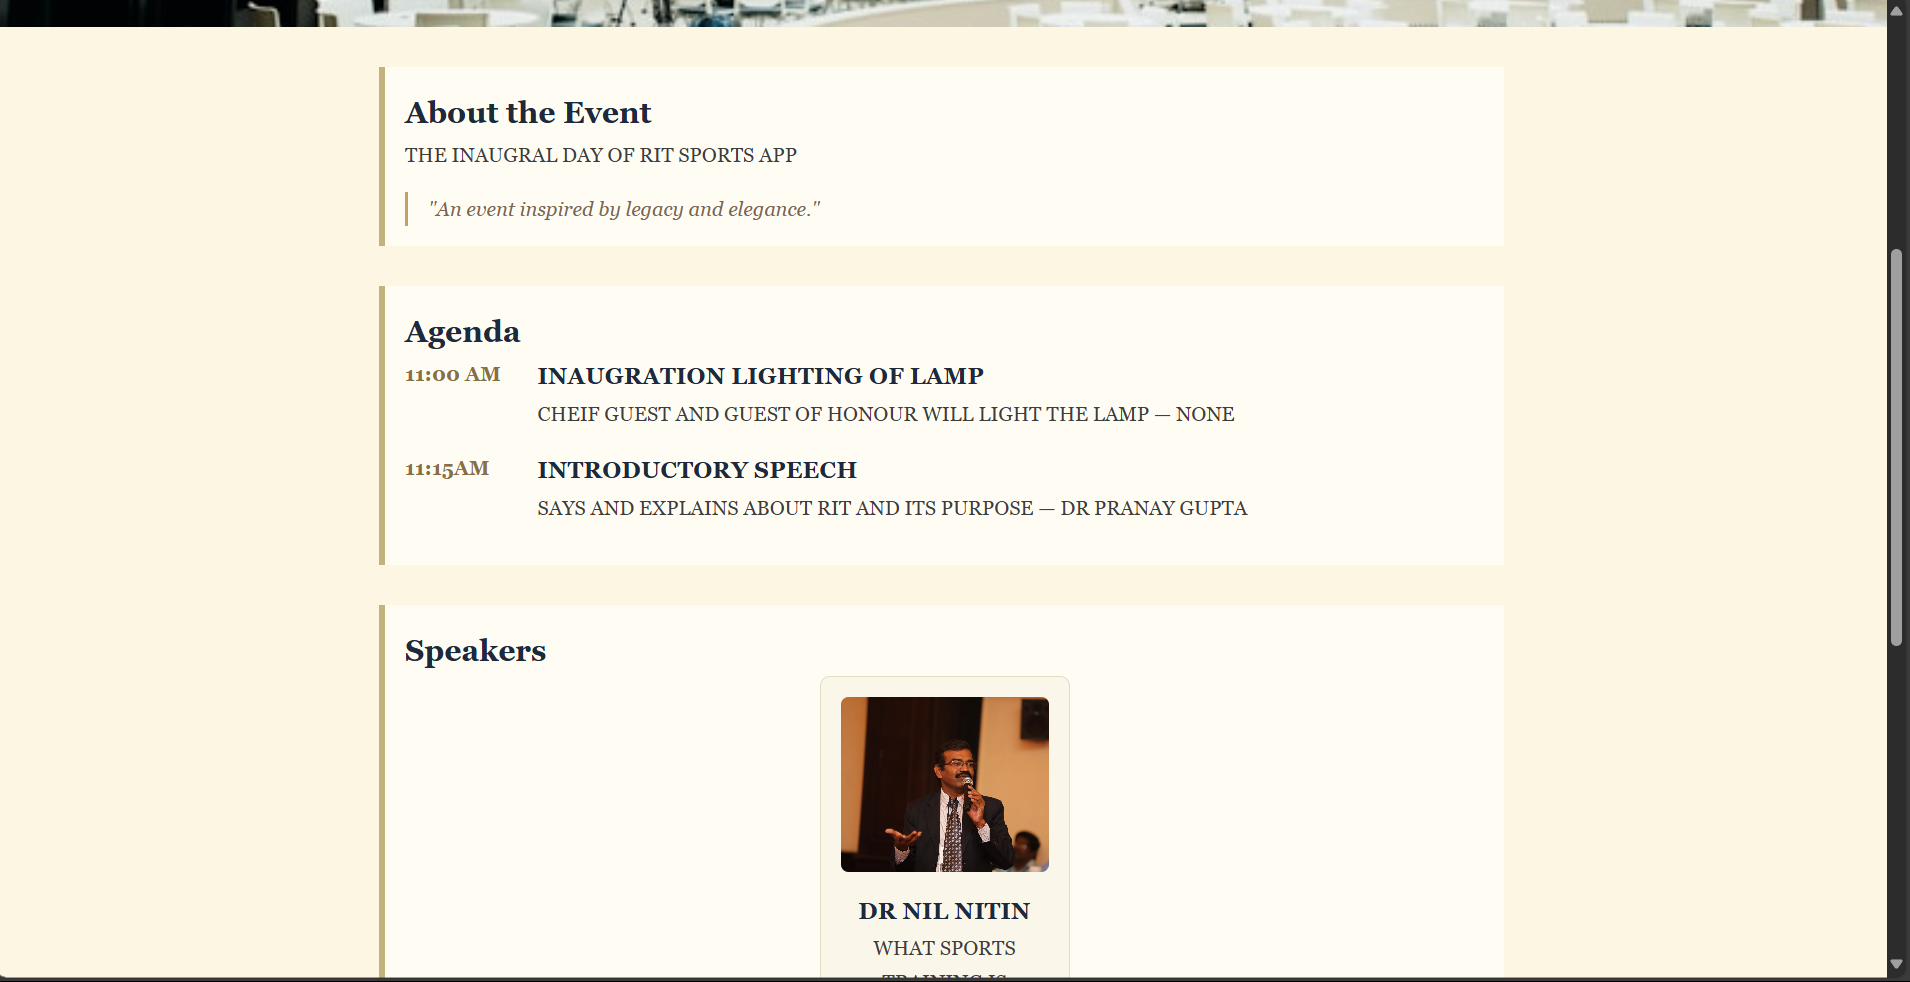 About the Event
THE INAUGRAL DAY OF RIT SPORTS APP
"An event inspired by legacy and elegance."
Agenda
11:00 AM INAUGRATION LIGHTING OF LAMP
CHEIF GUEST AND GUEST OF HONOUR WILL LIGHT THE LAMP — NONE
11:15AM INTRODUCTORY SPEECH
SAYS AND EXPLAINS ABOUT RIT AND ITS PURPOSE — DR PRANAY GUPTA
Speakers
DR NIL NITIN
WHAT SPORTS
TRAINING IS